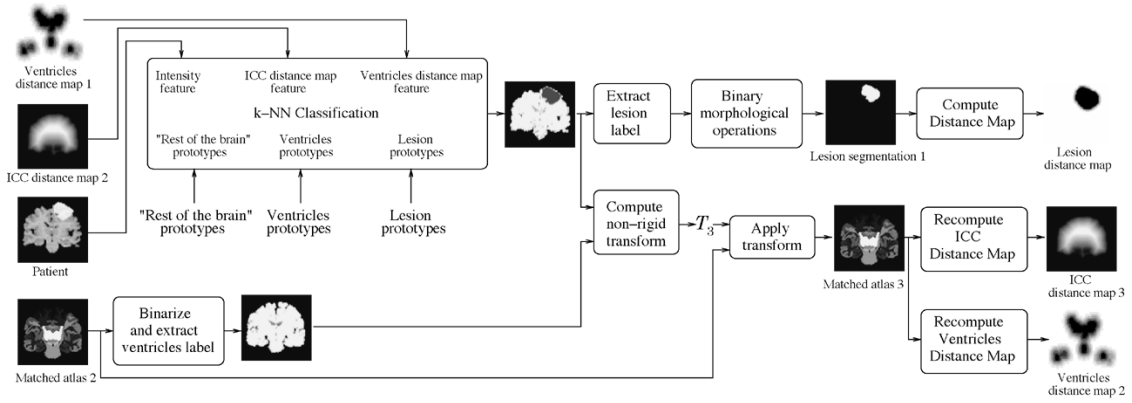 Ventricles
distance map 1
ICC distance map 2
Patient
Matched atlas 2
Intensity
feature
ICC distance map
feature
Ventricles distance map
feature
k–NN Classification
"Rest of the brain"
prototypes
Ventricles
prototypes
Lesion
prototypes
"Rest of the brain"
prototypes
Ventricles
prototypes
Lesion
prototypes
Binarize
and extract
ventricles label
Extract
lesion
label
Binary
morphological
operations
Lesion segmentation 1
Compute
Distance Map
Lesion
distance map
Compute
non–rigid
transform
T3
Apply
transform
Matched atlas 3
Recompute
ICC
Distance Map
ICC
distance map 3
Recompute
Ventricles
Distance Map
Ventricles
distance map 2